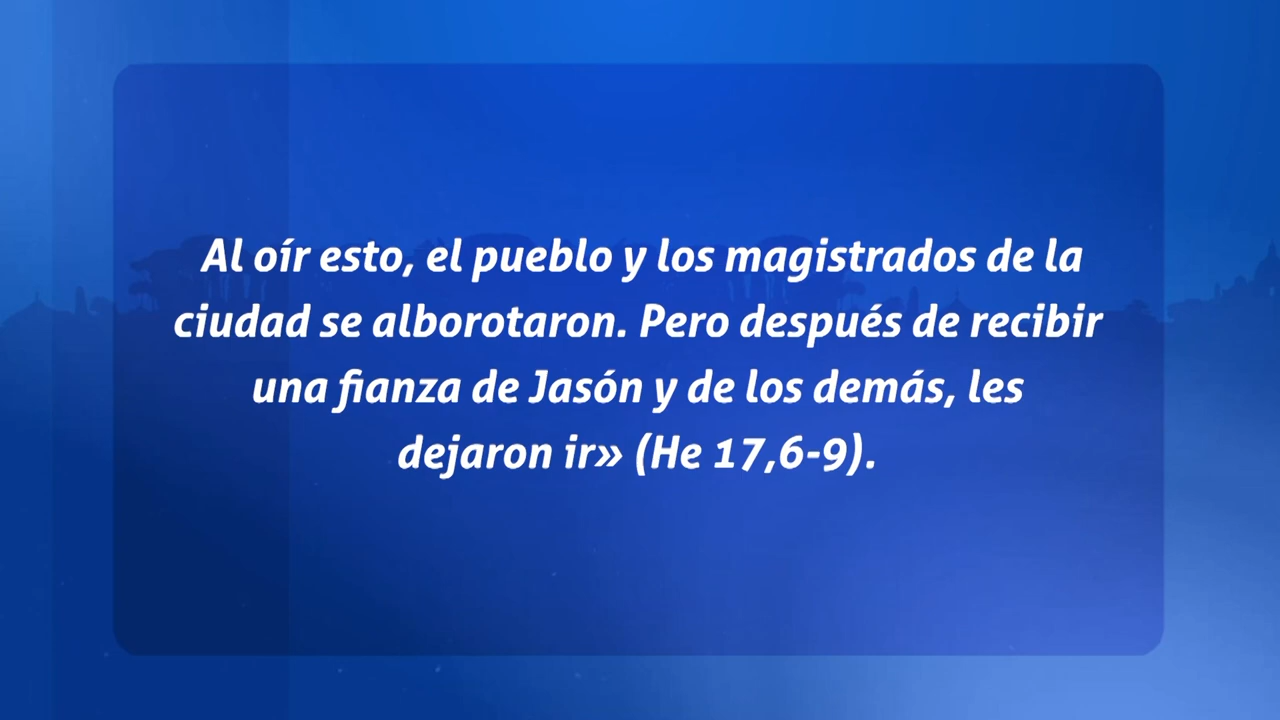 Al oír esto, el pueblo y los magistrados de la
ciudad se alborotaron. Pero después de recibir
una fianza de Jasón y de los demás, les
dejaron ir» (He 17,6-9).